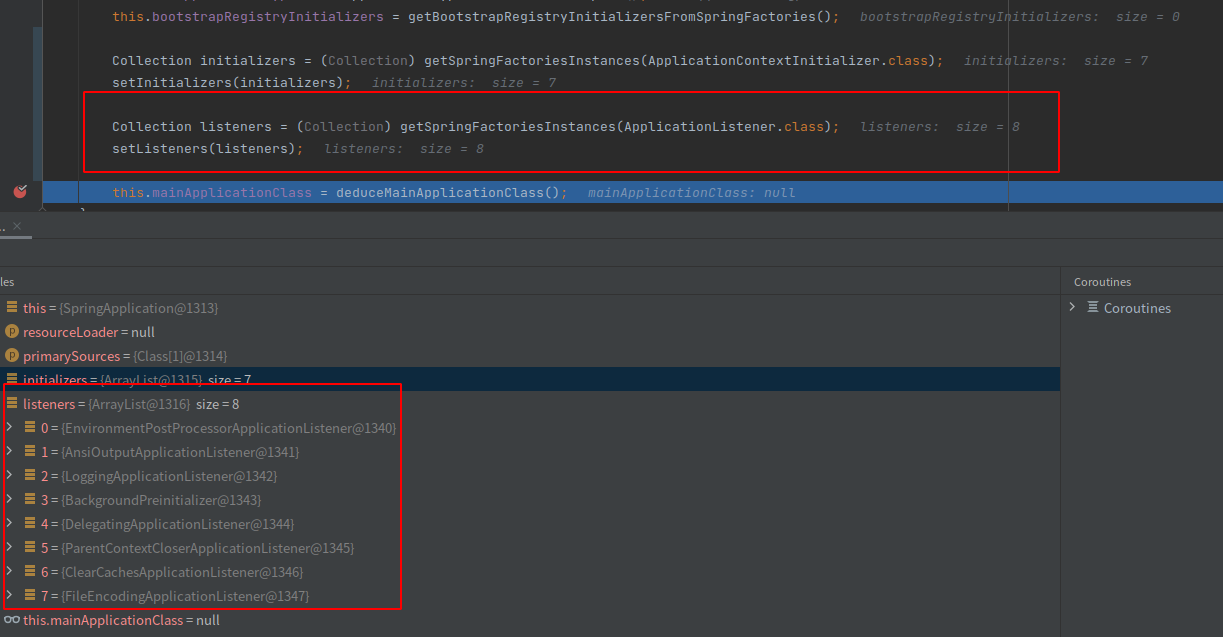 this.bootstrapRegistryInitializers = getBootstrapRegistryInitializersFromSpringFactories(); bootstrapRegistryInitializers: size = 0
Collection initializers = (Collection) getSpringFactoriesInstances(ApplicationContextInitializer.class); initializers: size = 7
setInitializers(initializers); initializers: size = 7
Collection listeners = (Collection) getSpringFactoriesInstances(ApplicationListener.class); listeners: size = 8
setListeners(listeners); listeners: size = 8
this.mainApplicationClass = deduceMainApplicationClass(); mainApplicationClass: null
}
..
les
Coroutines
this = {SpringApplication@1313}
Coroutines
resourceLoader = null
primarySources = {Class[1]@1314}
initializers = {ArrayList@1315} size = 7
listeners = {ArrayList@1316} size = 8
0 = {EnvironmentPostProcessorApplicationListener@1340}
1 = {AnsiOutputApplicationListener@1341}
2 = {LoggingApplicationListener@1342}
3 = {BackgroundPreinitializer@1343}
4 = {DelegatingApplicationListener@1344}
5 = {ParentContextCloserApplicationListener@1345}
6 = {ClearCachesApplicationListener@1346}
7 = {FileEncodingApplicationListener@1347}
this.mainApplicationClass = null